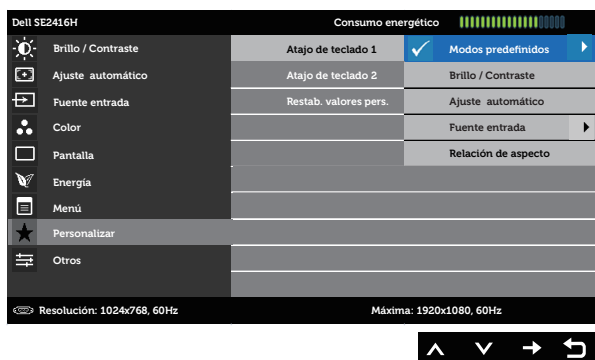 Dell SE2416H Consumo energético
Brillo / Contraste Atajo de teclado 1 Modos predefinidos
Ajuste automático Atajo de teclado 2 Brillo / Contraste
Fuente entrada Restab. valores pers. Ajuste automático
Color Fuente entrada
Pantalla Relación de aspecto
Energía
Menú
Personalizar
Otros
Resolución: 1024x768, 60Hz Máxima: 1920x1080, 60Hz